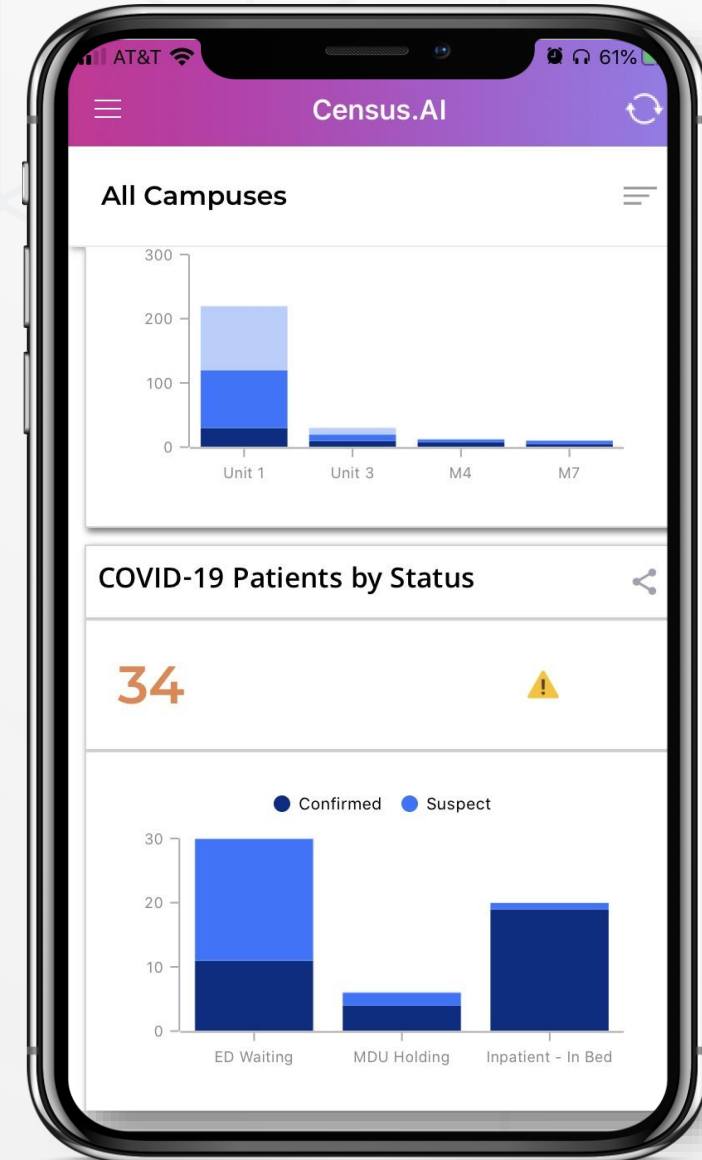 AT&T 61%
Census.AI
All Campuses
300
200
100
0
Unit 1 Unit 3 M4 M7
COVID-19 Patients by Status
34
Confirmed Suspect
30
20
10
0
ED Waiting MDU Holding Inpatient - In Bed